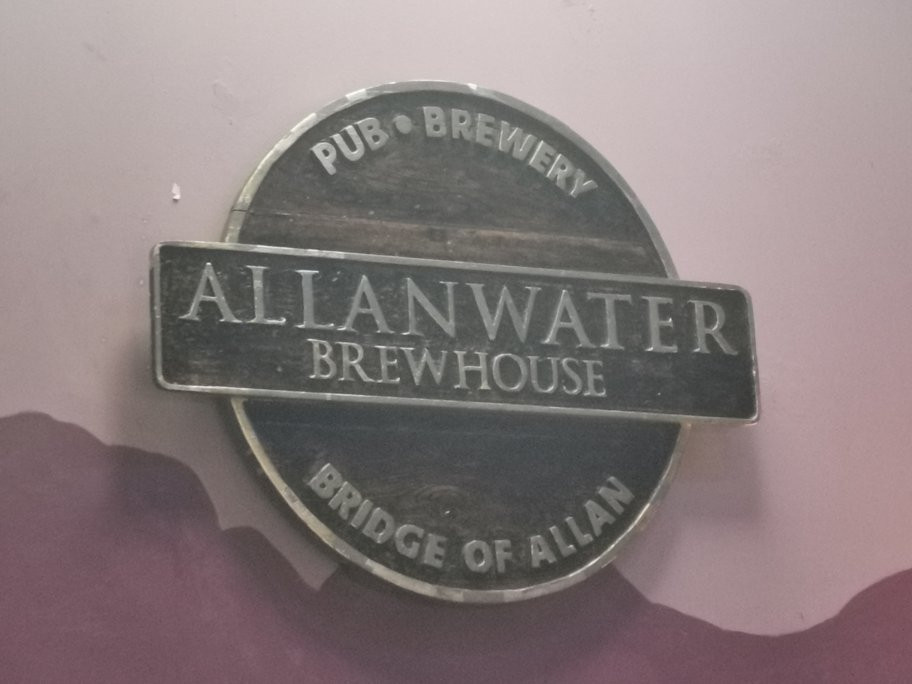 PUB • BREWERY
ALLANWATER
BREWHOUSE
BRIDGE OF ALLAN